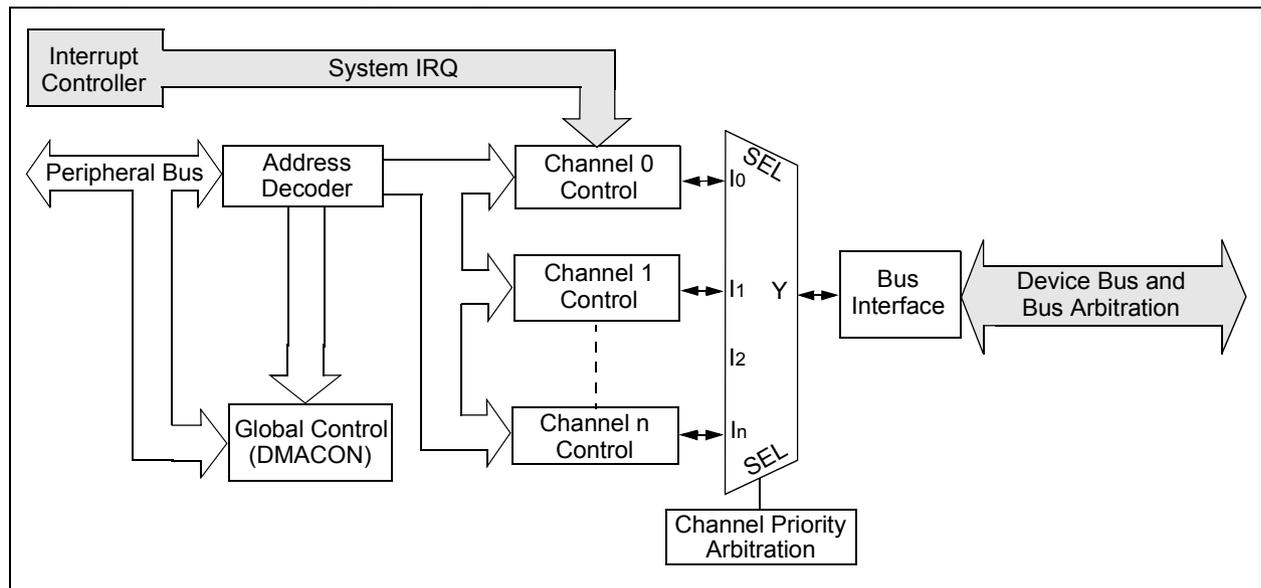 Interrupt
Controller
System IRQ
Peripheral Bus
Address
Decoder
Channel 0
Control
I0
SEL
Channel 1
Control
I1
Y
Bus
Interface
Device Bus and
Bus Arbitration
I2
Global Control
(DMACON)
Channel n
Control
In
SEL
Channel Priority
Arbitration